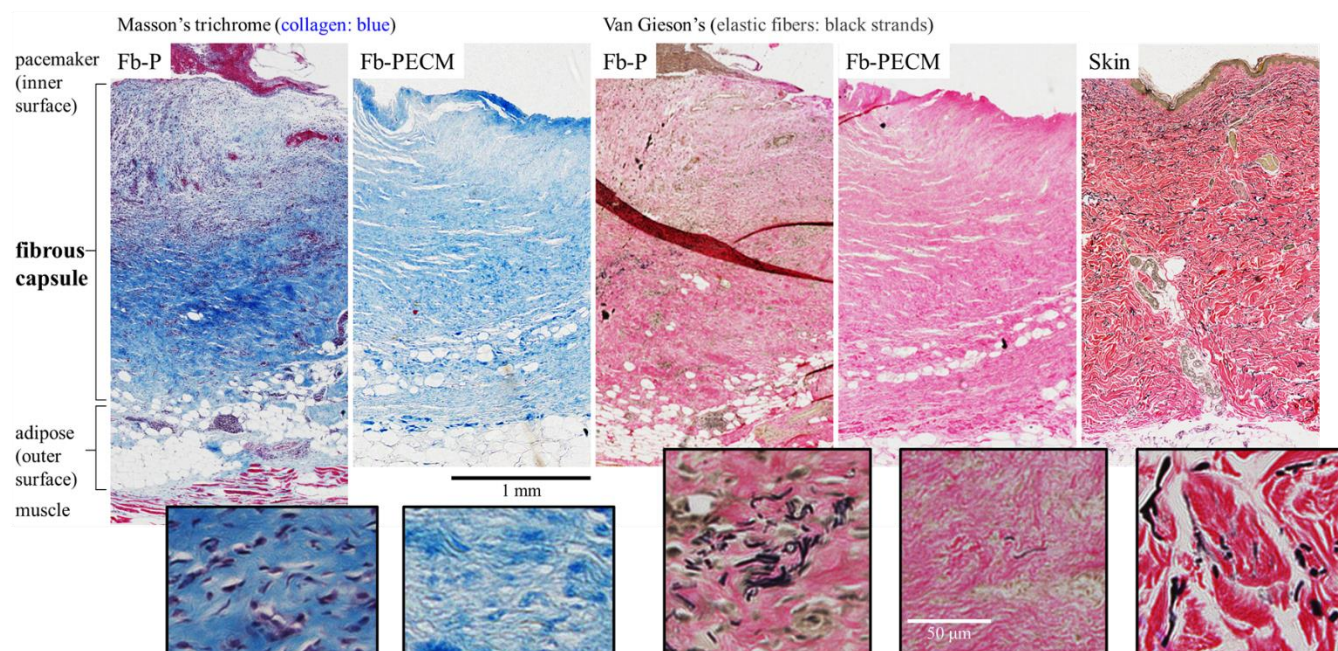 Masson’s trichrome (collagen: blue)
Van Gieson’s (elastic fibers: black strands)
pacemaker
(inner
surface)
Fb-P
Fb-PECM
Fb-P
Fb-PECM
Skin
fibrous
capsule
adipose
(outer
surface)
muscle
1 mm
50 µm